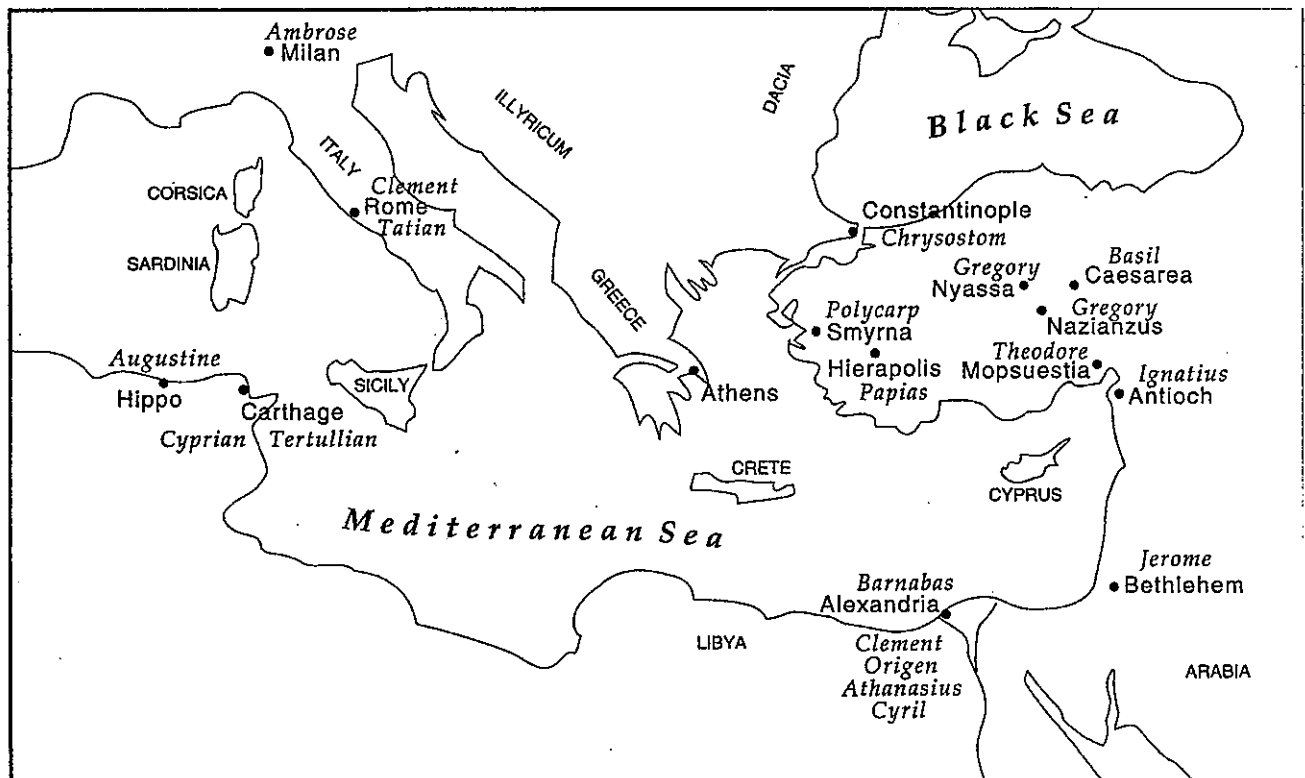 Ambrose
Milan
DACIA
Black Sea
ILLYRICUM
ITALY
CORSICA
Clement
Rome
Tatian
SARDINIA
Constantinople
Chrysostom
Gregory
Nyassa
Basil
Caesarea
Gregory
Nazianzus
GREECE
Polycarp
Smyrna
Hierapolis
Papias
Theodore
Mopsuestia
Ignatius
Antioch
Augustine
Hippo
Carthage
Cyprian Tertullian
SICILY
Athens
CRETE
CYPRUS
Mediterranean Sea
Jerome
Bethlehem
Barnabas
Alexandria
Clement
Origen
Athanasius
Cyril
LIBYA
ARABIA